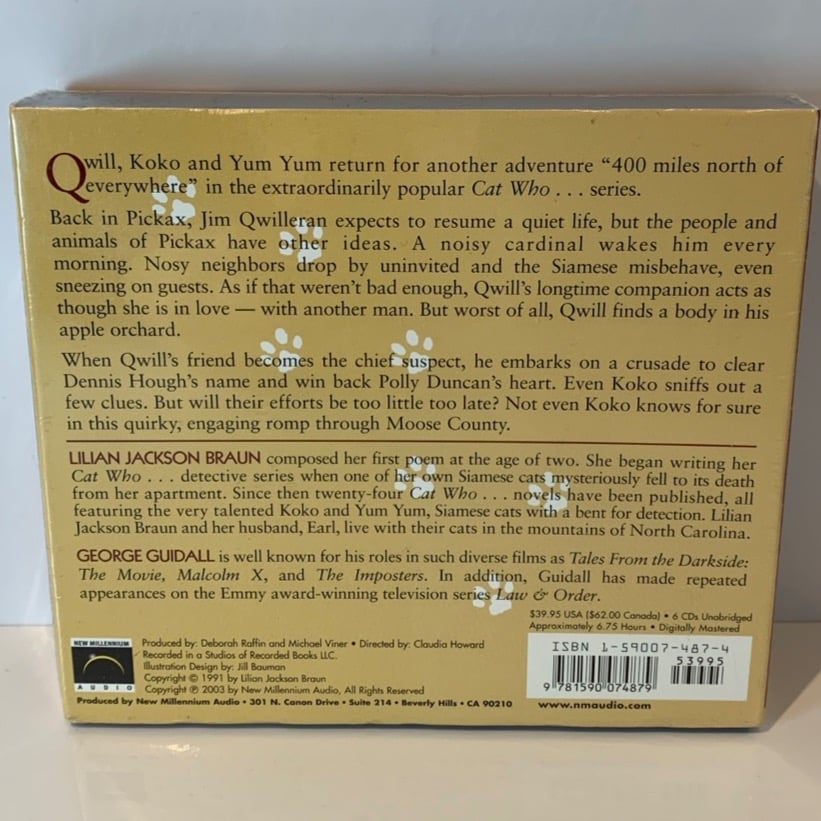 Qwill, Koko and Yum Yum return for another adventure "400 miles north of
everywhere" in the extraordinarily popular Cat Who . . . series.
Back in Pickax, Jim Qwilleran expects to resume a quiet life, but the people and
animals of Pickax have other ideas. A noisy cardinal wakes him every
morning. Nosy neighbors drop by uninvited and the Siamese misbehave, even
sneezing on guests. As if that weren't bad enough, Qwill's longtime companion acts as
though she is in love — with another man. But worst of all, Qwill finds a body in his
apple orchard.
When Qwill's friend becomes the chief suspect, he embarks on a crusade to clear
Dennis Hough's name and win back Polly Duncan's heart. Even Koko sniffs out a
few clues. But will their efforts be too little too late? Not even Koko knows for sure
in this quirky, engaging romp through Moose County.
LILIAN JACKSON BRAUN composed her first poem at the age of two. She began writing her
Cat Who . . . detective series when one of her own Siamese cats mysteriously fell to its death
from her apartment. Since then twenty-four Cat Who . . . novels have been published, all
featuring the very talented Koko and Yum Yum, Siamese cats with a bent for detection. Lilian
Jackson Braun and her husband, Earl, live with their cats in the mountains of North Carolina.
GEORGE GUIDALL is well known for his roles in such diverse films as Tales From the Darkside:
The Movie, Malcolm X, and The Imposters. In addition, Guidall has made repeated
appearances on the Emmy award-winning television series Law & Order.
$39.95 USA ($62.00 Canada) • 6 CDs Unabridged
Approximately 6.75 Hours • Digitally Mastered
NEW MILLENNIUM
AUDIO
Produced by: Deborah Raffin and Michael Viner • Directed by: Claudia Howard
Recorded in a Studios of Recorded Books LLC.
Illustration Design by: Jill Bauman
Copyright © 1991 by Lilian Jackson Braun
Copyright ℗ 2003 by New Millennium Audio, All Rights Reserved
Produced by New Millennium Audio • 301 N. Canon Drive • Suite 214 • Beverly Hills • CA 90210
ISBN 1-59007-487-4
53995
9 781590 074879
www.nmaudio.com